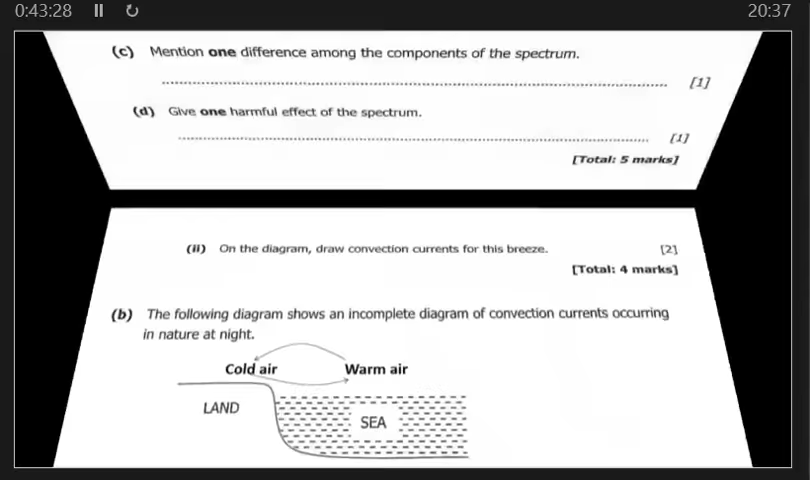 0:43:28 20:37
(c) Mention one difference among the components of the spectrum.
[1]
(d) Give one harmful effect of the spectrum.
[1]
[Total: 5 marks]
(ii) On the diagram, draw convection currents for this breeze. [2]
[Total: 4 marks]
(b) The following diagram shows an incomplete diagram of convection currents occurring
in nature at night.
Cold air Warm air
LAND
SEA